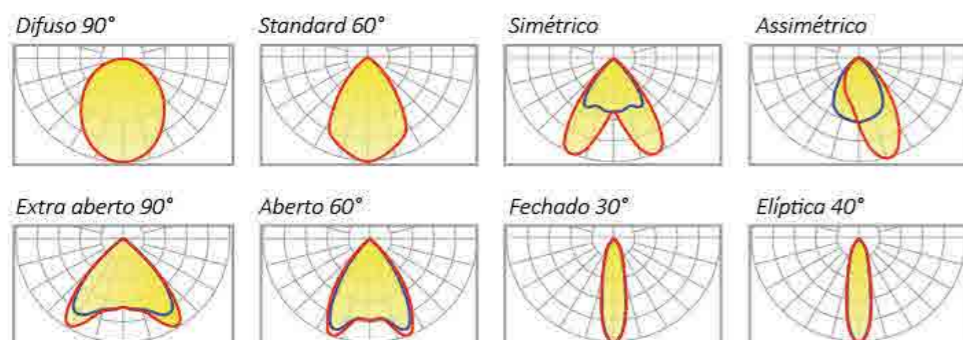 Difuso 90° Standard 60° Simétrico Assimétrico
Extra aberto 90° Aberto 60° Fechado 30° Elíptica 40°